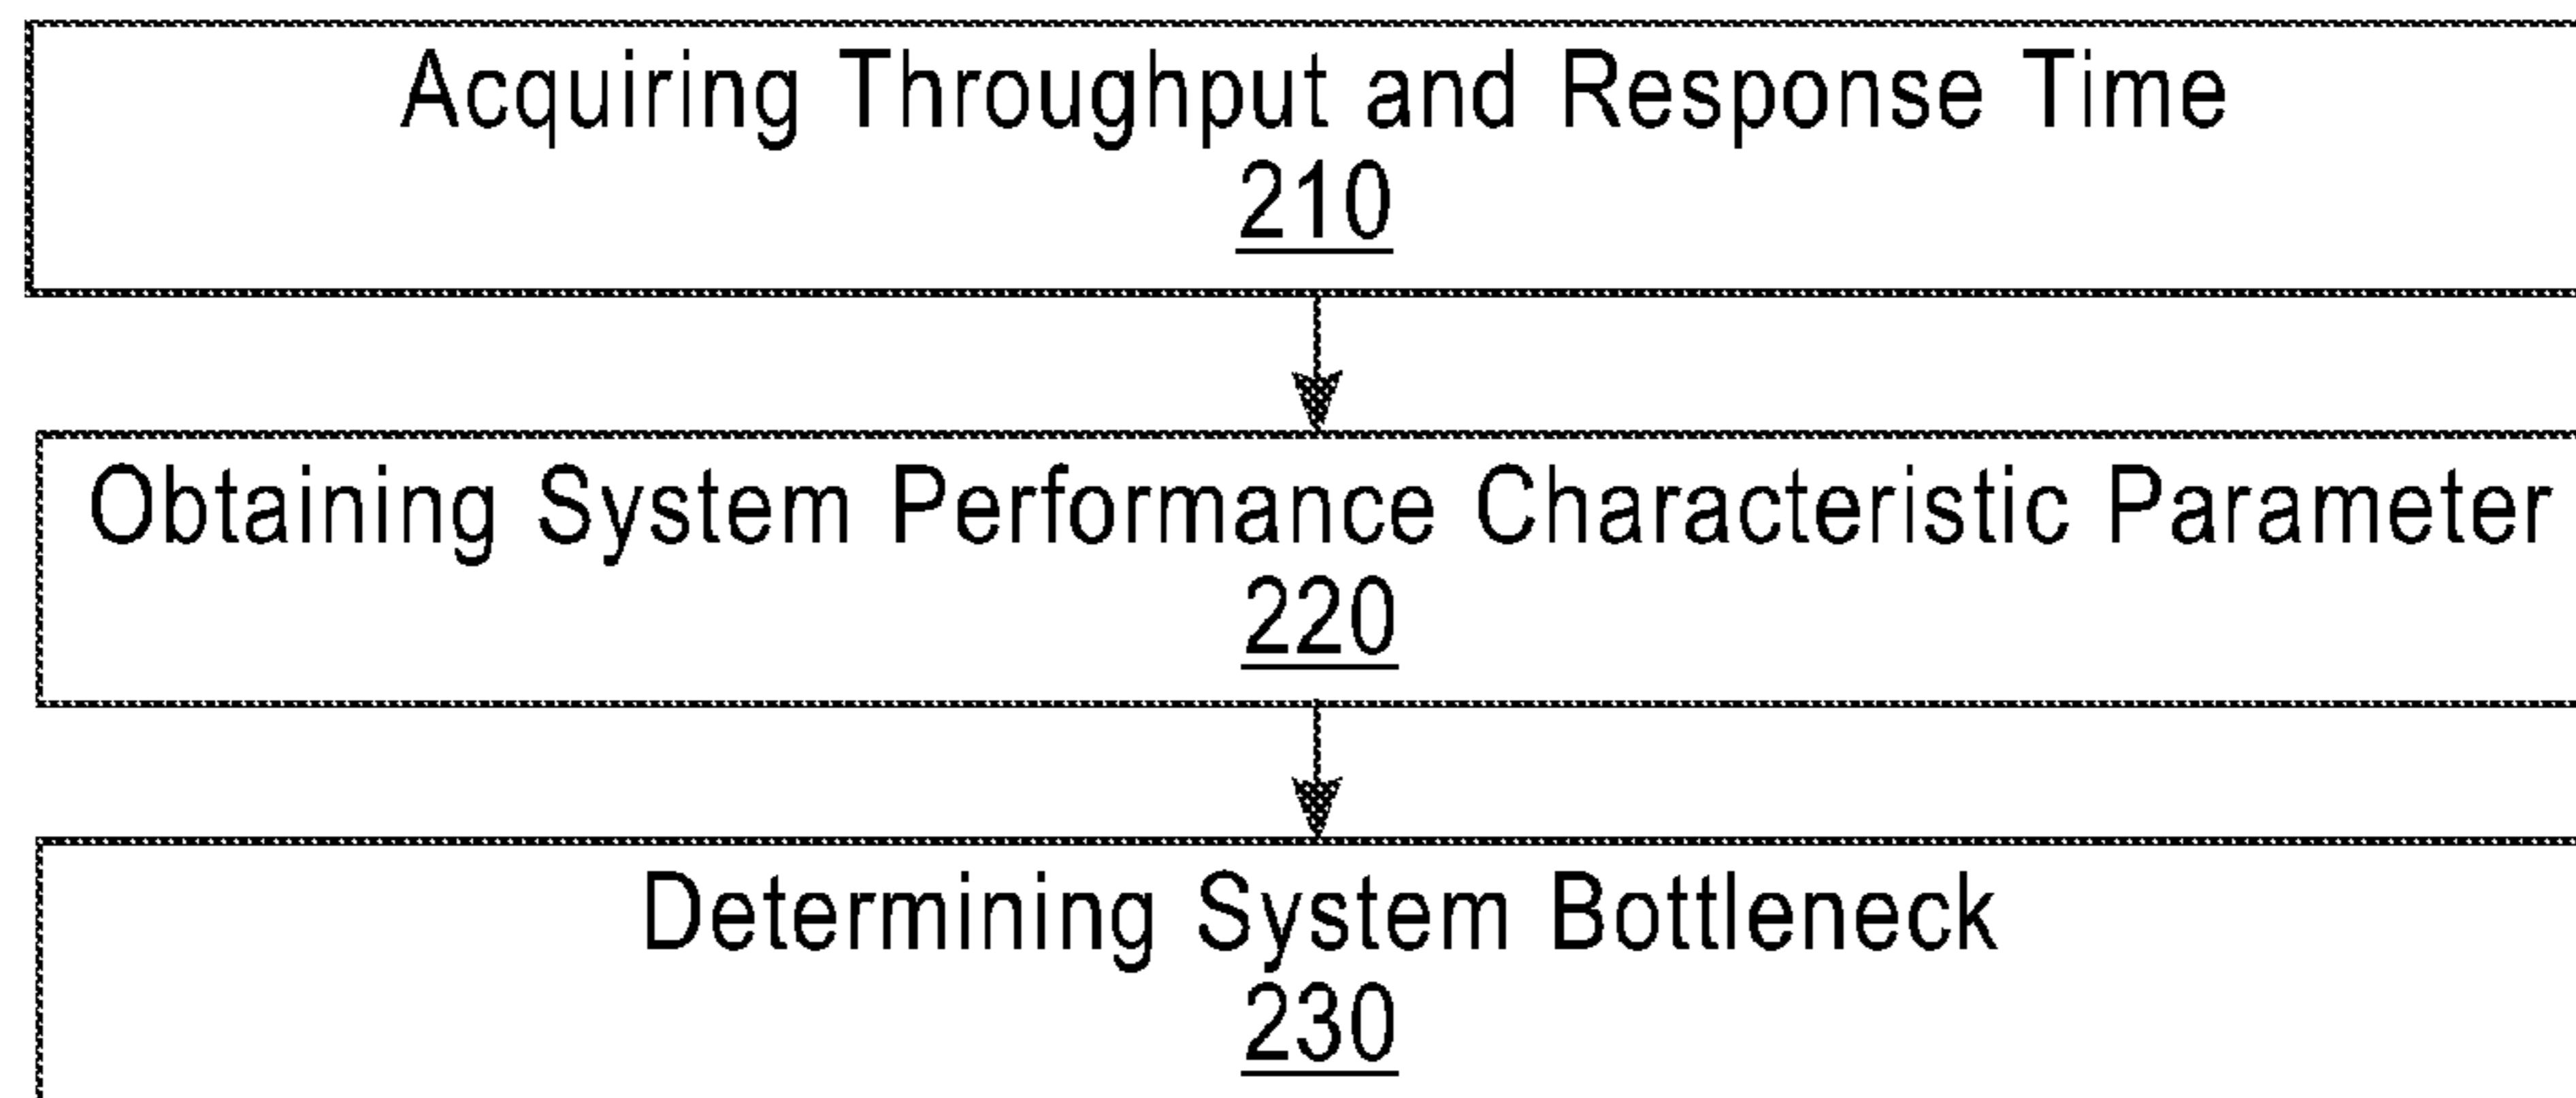 Acquiring Throughput and Response Time
210
Obtaining System Performance Characteristic Parameter
220
Determining System Bottleneck
230